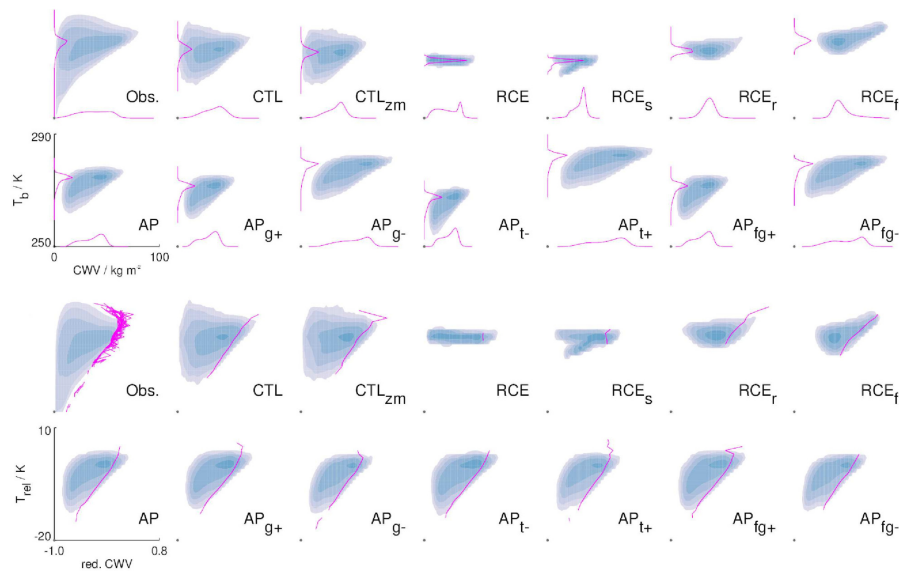 Obs. CTL CTL_zm RCE RCE_s RCE_r RCE_f
290
T_b / K
AP AP_g+ AP_g- AP_t- AP_t+ AP_fg+ AP_fg-
250
0 100
CWV / kg m²
Obs. CTL CTL_zm RCE RCE_s RCE_r RCE_f
10
T_rel / K
AP AP_g+ AP_g- AP_t- AP_t+ AP_fg+ AP_fg-
-20
-1.0 0.8
red. CWV